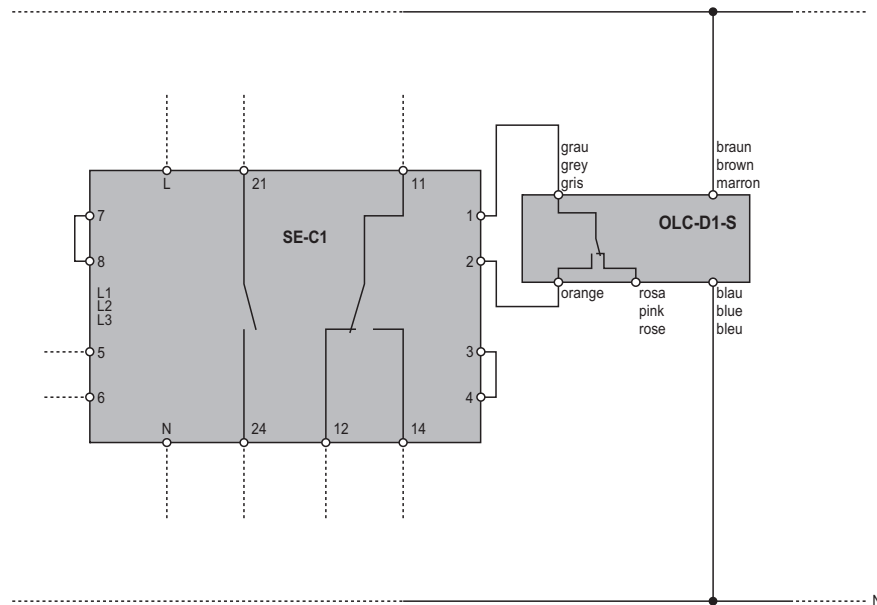 grau
grey
gris
braun
brown
marron
L
21
11
7
1
SE-C1
OLC-D1-S
8
2
orange
rosa
pink
rose
blau
blue
bleu
L1
L2
L3
5
3
6
4
N
24
12
14